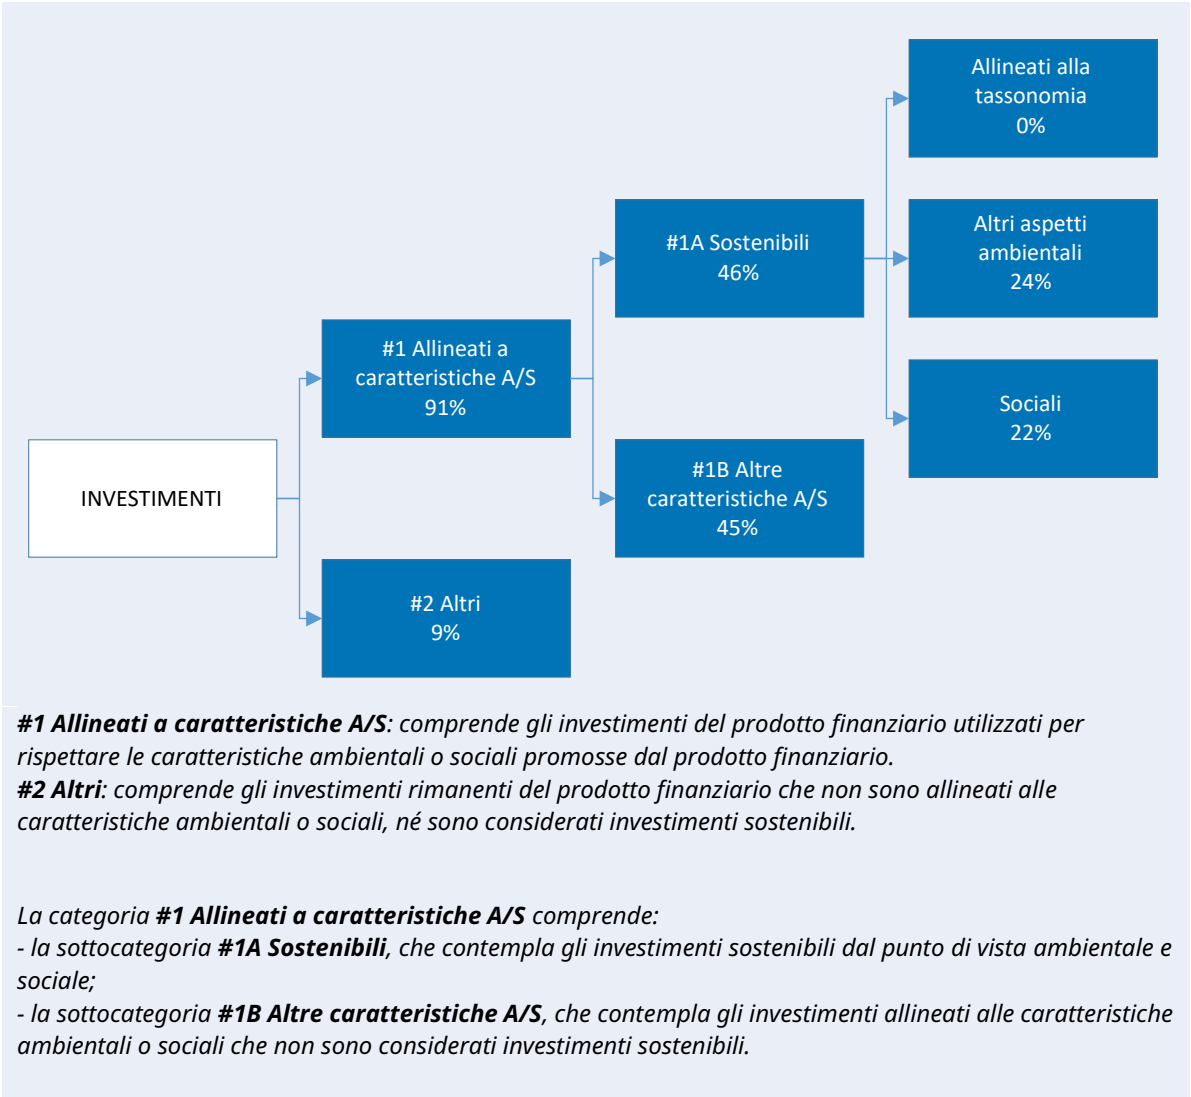 Allineati alla
tassonomia
0%
#1A Sostenibili
46%
Altri aspetti
ambientali
24%
#1 Allineati a
caratteristiche A/S
91%
Sociali
22%
INVESTIMENTI
#1B Altre
caratteristiche A/S
45%
#2 Altri
9%
#1 Allineati a caratteristiche A/S: comprende gli investimenti del prodotto finanziario utilizzati per
rispettare le caratteristiche ambientali o sociali promosse dal prodotto finanziario.
#2 Altri: comprende gli investimenti rimanenti del prodotto finanziario che non sono allineati alle
caratteristiche ambientali o sociali, né sono considerati investimenti sostenibili.
La categoria #1 Allineati a caratteristiche A/S comprende:
- la sottocategoria #1A Sostenibili, che contempla gli investimenti sostenibili dal punto di vista ambientale e
sociale;
- la sottocategoria #1B Altre caratteristiche A/S, che contempla gli investimenti allineati alle caratteristiche
ambientali o sociali che non sono considerati investimenti sostenibili.